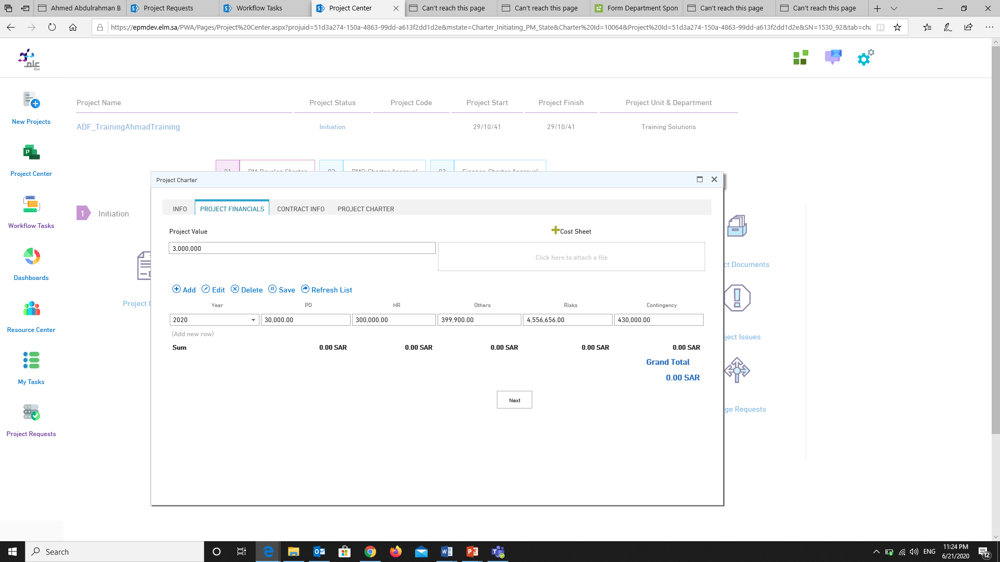 Ahmed Abdulrahman B
Project Requests
Workflow Tasks
Project Center
Can't reach this page
Can't reach this page
Form Department Spon
Can't reach this page
Can't reach this page
https://epmdev.elm.sa/PWA/Pages/Project%20Center.aspx?projuid=51d3a274-150a-4863-99dd-a613f2dd1d2e&mstate=Charter_Initiating_PM_State&Charter%20Id=10064&Project%20Id=51d3a274-150a-4863-99dd-a613f2dd1d2e&SN=1530_92&tab=cha
علم
Elm
New Projects
Project Center
Workflow Tasks
Dashboards
Resource Center
My Tasks
Project Requests
Project Name Project Status Project Code Project Start Project Finish Project Unit & Department
ADF_TrainingAhmadTraining Initiation 29/10/41 29/10/41 Training Solutions
01 PM-Develop Charter 02 PMO-Charter Approval 03 Finance-Charter Approval
1 Initiation
Project C
ct Documents
ject Issues
ge Requests
Project Charter
INFO PROJECT FINANCIALS CONTRACT INFO PROJECT CHARTER
Project Value
Cost Sheet
3,000,000
Click here to attach a file
Add Edit Delete Save Refresh List
Year PO HR Others Risks Contingency
2020 30,000.00 300,000.00 399,900.00 4,556,656.00 430,000.00
(Add new row)
Sum 0.00 SAR 0.00 SAR 0.00 SAR 0.00 SAR 0.00 SAR
Grand Total
0.00 SAR
Next
Search
ENG
11:24 PM
6/21/2020
12